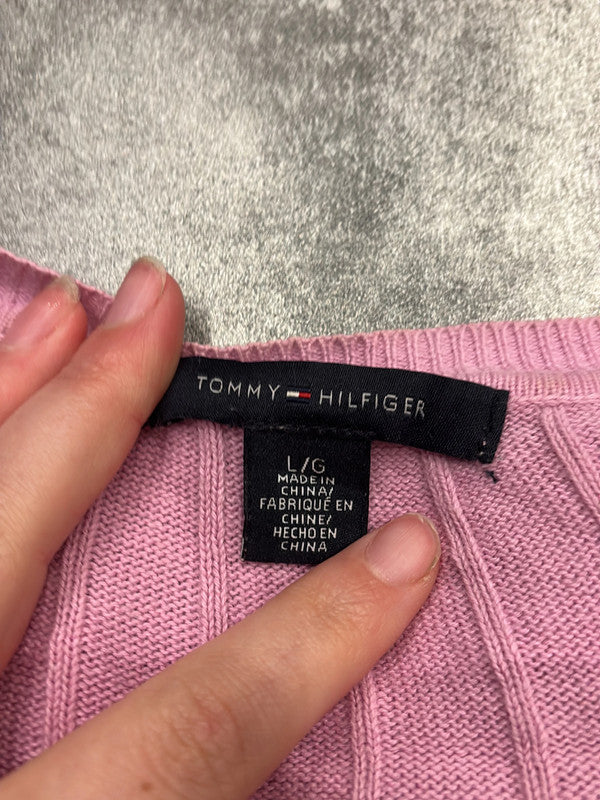 TOMMY HILFIGER
L/G
MADE IN
CHINA/
FABRIQUÉ EN
CHINE/
HECHO EN
CHINA